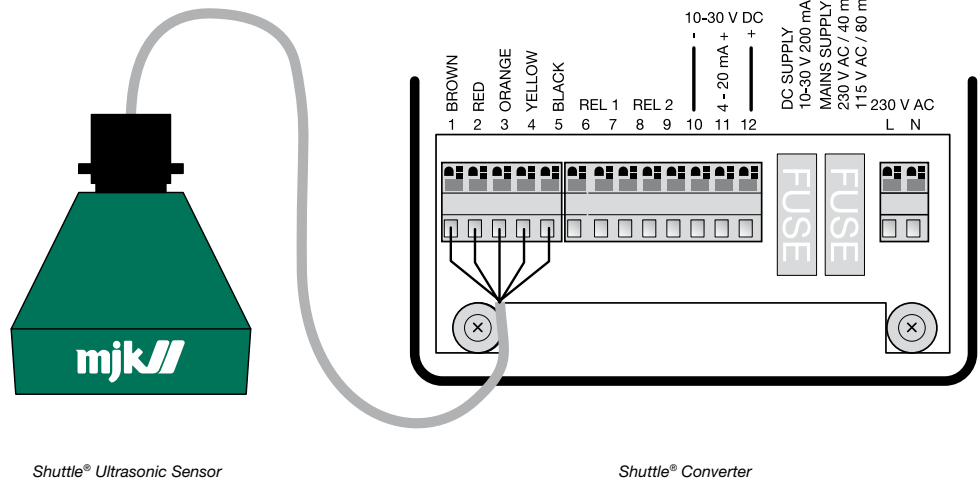 10-30 V DC
- 4 - 20 mA + +
BROWN
RED
ORANGE
YELLOW
BLACK
REL 1 REL 2
DC SUPPLY
10-30 V 200 mA
MAINS SUPPLY
230 V AC / 40 m
115 V AC / 80 m
230 V AC
1 2 3 4 5 6 7 8 9 10 11 12 L N
FUSE FUSE
mjk
Shuttle® Ultrasonic Sensor
Shuttle® Converter